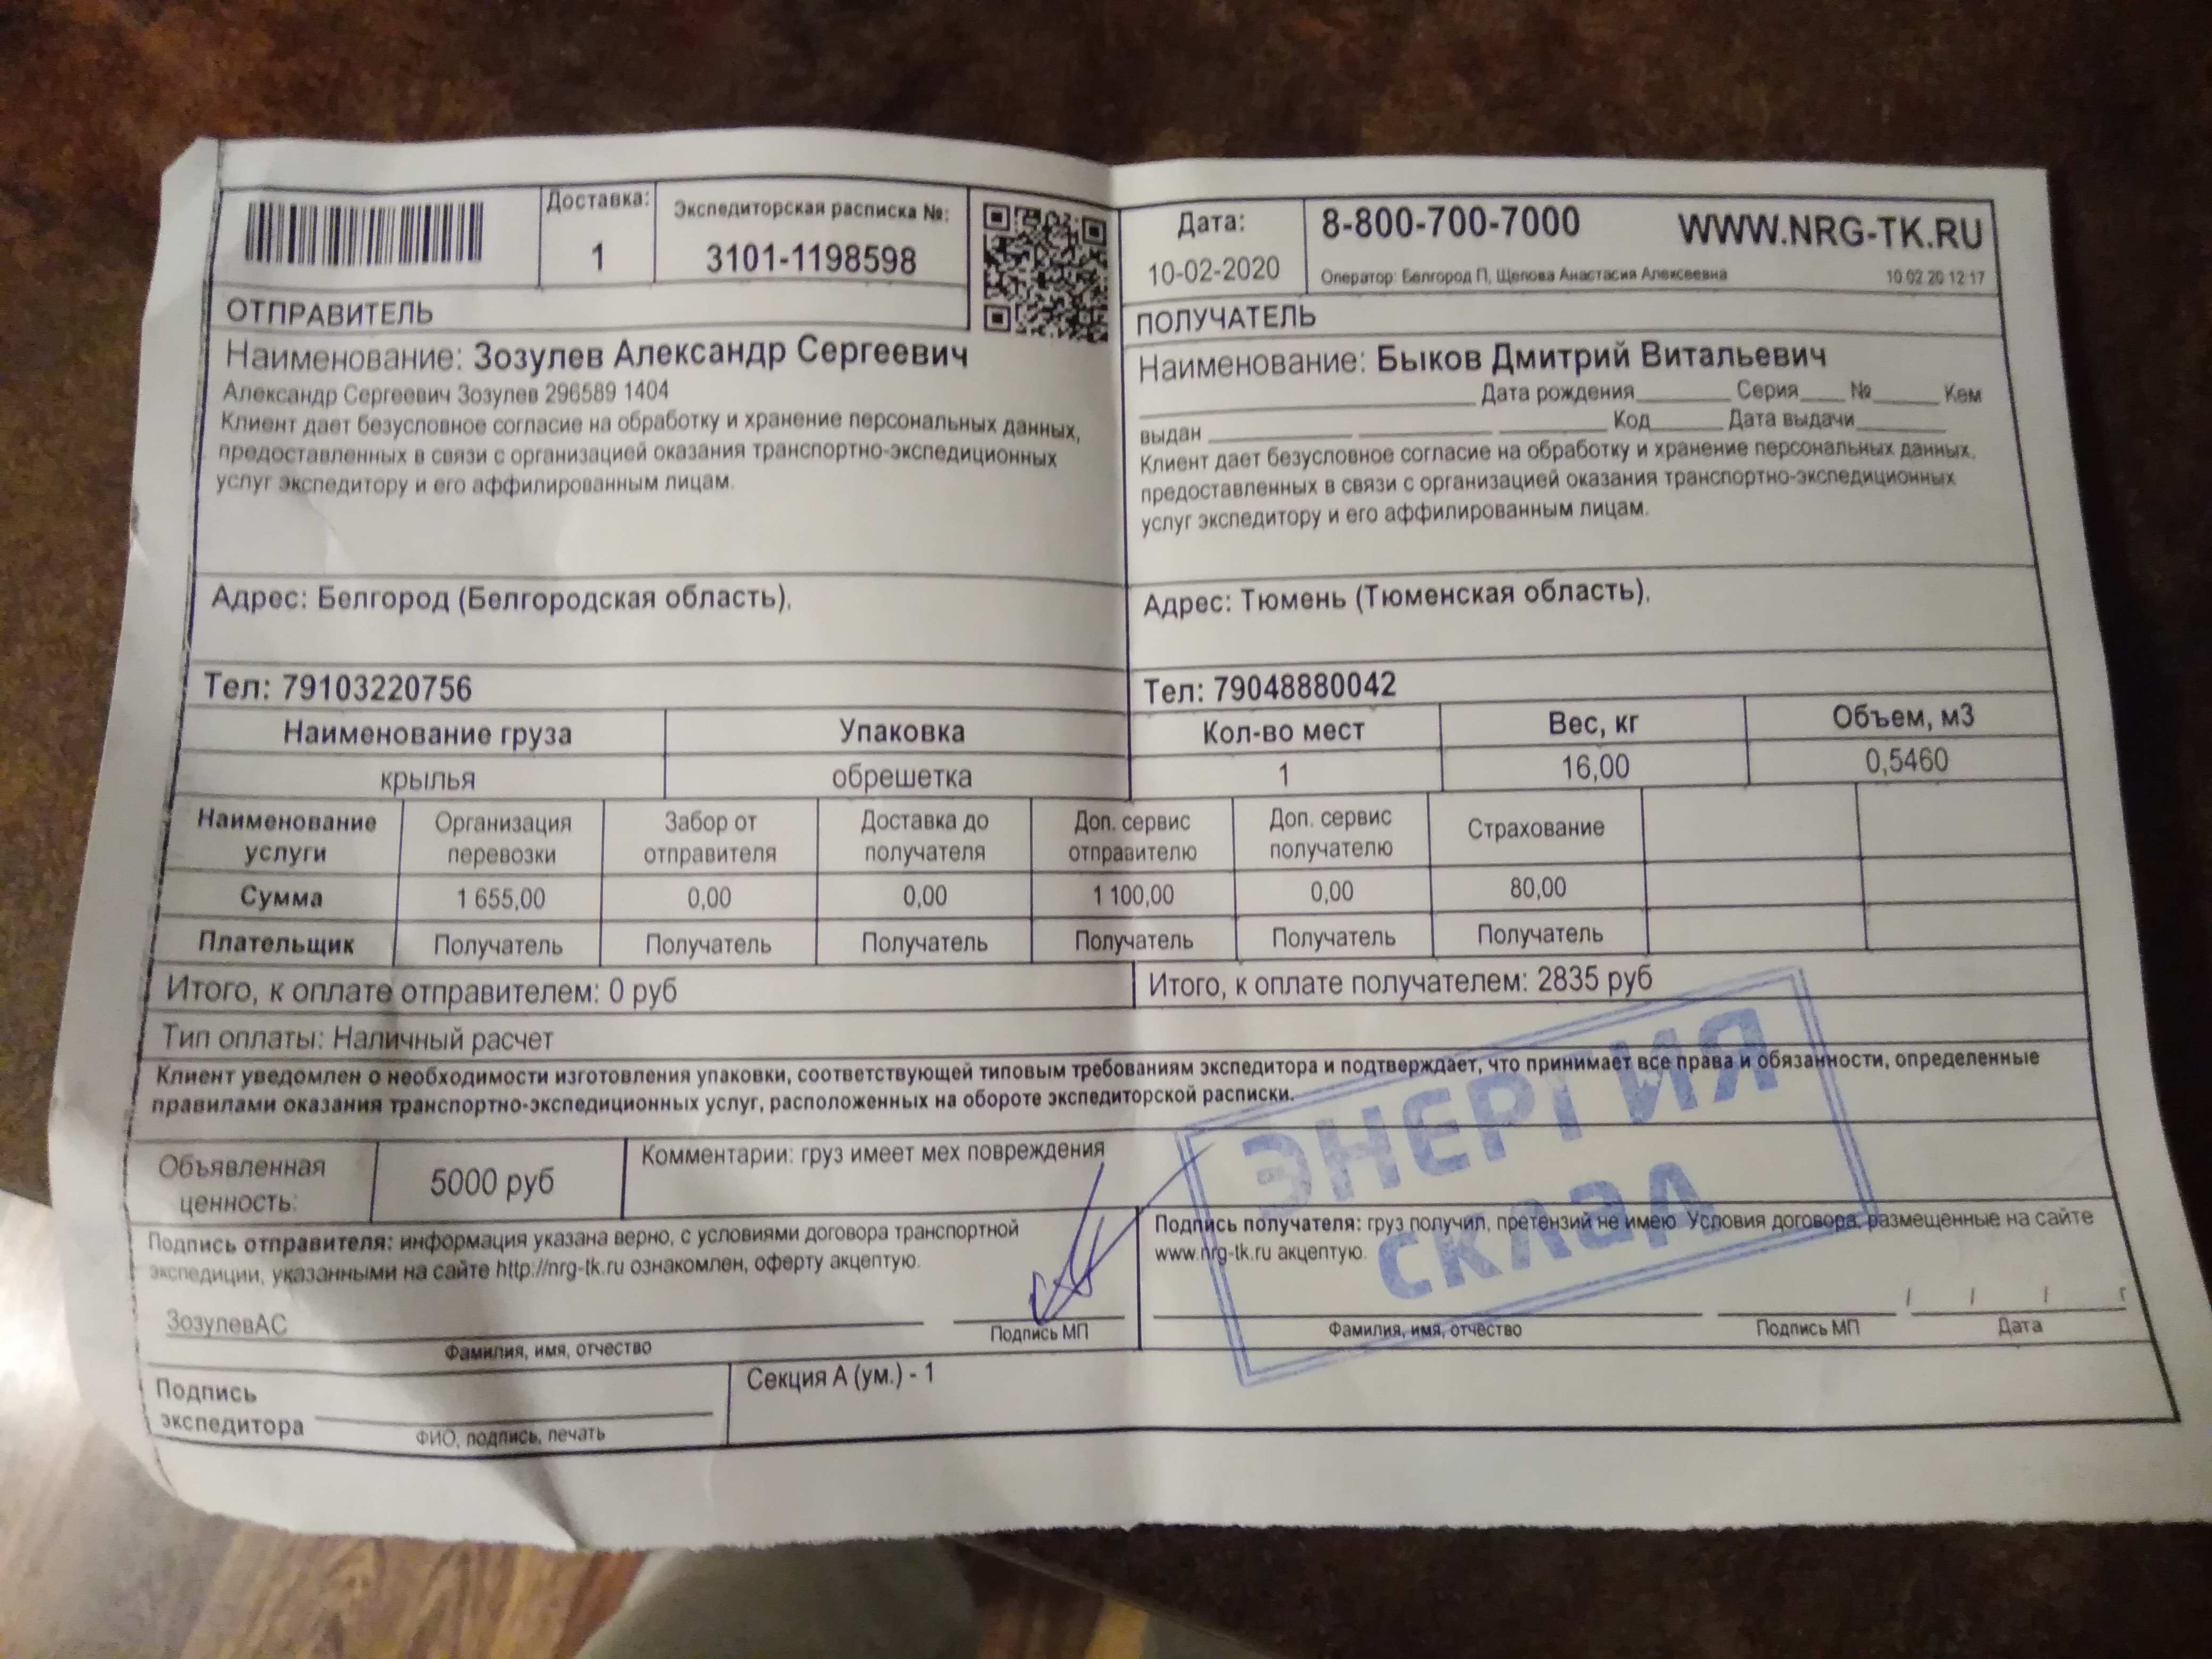 Доставка:
1
Экспедиторская расписка №:
3101-1198598
Дата:
10-02-2020
8-800-700-7000 WWW.NRG-TK.RU
Оператор: Белгород П, Щепова Анастасия Алексеевна 10.02.20 12:17
ОТПРАВИТЕЛЬ
Наименование: Зозулев Александр Сергеевич
Александр Сергеевич Зозулев 296589 1404
Клиент дает безусловное согласие на обработку и хранение персональных данных,
предоставленных в связи с организацией оказания транспортно-экспедиционных
услуг экспедитору и его аффилированным лицам.
Адрес: Белгород (Белгородская область),
Тел: 79103220756
ПОЛУЧАТЕЛЬ
Наименование: Быков Дмитрий Витальевич
Дата рождения Серия № Кем
выдан Код Дата выдачи
Клиент дает безусловное согласие на обработку и хранение персональных данных,
предоставленных в связи с организацией оказания транспортно-экспедиционных
услуг экспедитору и его аффилированным лицам.
Адрес: Тюмень (Тюменская область),
Тел: 79048880042
Наименование груза Упаковка Кол-во мест Вес, кг Объем, м3
крылья обрешетка 1 16,00 0,5460
Наименование услуги Организация перевозки Забор от отправителя Доставка до получателя Доп. сервис отправителю Доп. сервис получателю Страхование
Сумма 1 655,00 0,00 0,00 1 100,00 0,00 80,00
Плательщик Получатель Получатель Получатель Получатель Получатель Получатель
Итого, к оплате отправителем: 0 руб Итого, к оплате получателем: 2835 руб
Тип оплаты: Наличный расчет
Клиент уведомлен о необходимости изготовления упаковки, соответствующей типовым требованиям экспедитора и подтверждает, что принимает все права и обязанности, определенные
правилами оказания транспортно-экспедиционных услуг, расположенных на обороте экспедиторской расписки.
ЭНЕРГИЯ
склад
Объявленная ценность: 5000 руб Комментарии: груз имеет мех повреждения
Подпись отправителя: информация указана верно, с условиями договора транспортной
экспедиции, указанными на сайте http://nrg-tk.ru ознакомлен, оферту акцептую.
ЗозулевАС
Фамилия, имя, отчество Подпись МП
Подпись получателя: груз получил, претензий не имею. Условия договора, размещенные на сайте
www.nrg-tk.ru акцептую.
/ / / г
Фамилия, имя, отчество Подпись МП Дата
Подпись
экспедитора
ФИО, подпись, печать
Секция А (ум.) - 1